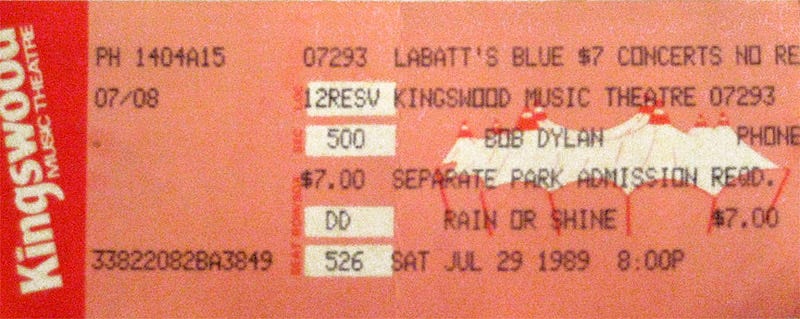 Kingswood
MUSIC THEATRE
PH 1404A15 07293 LABATT'S BLUE $7 CONCERTS NO RE
07/08 12RESV KINGSWOOD MUSIC THEATRE 07293
500 BOB DYLAN PHONE
$7.00 SEPARATE PARK ADMISSION REQD.
DD RAIN OR SHINE $7.00
33822082BA3849 526 SAT JUL 29 1989 8:00P